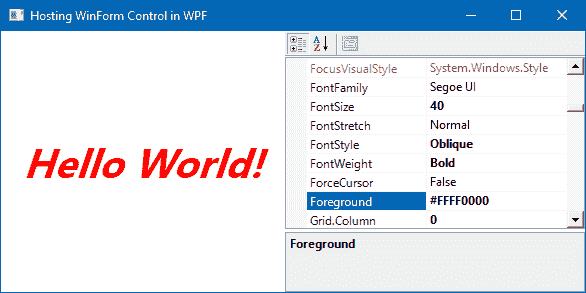 Hosting WinForm Control in WPF
Hello World!
A
Z
FocusVisualStyle System.Windows.Style
FontFamily Segoe UI
FontSize 40
FontStretch Normal
FontStyle Oblique
FontWeight Bold
ForceCursor False
Foreground #FFFF0000
Grid.Column 0
Foreground